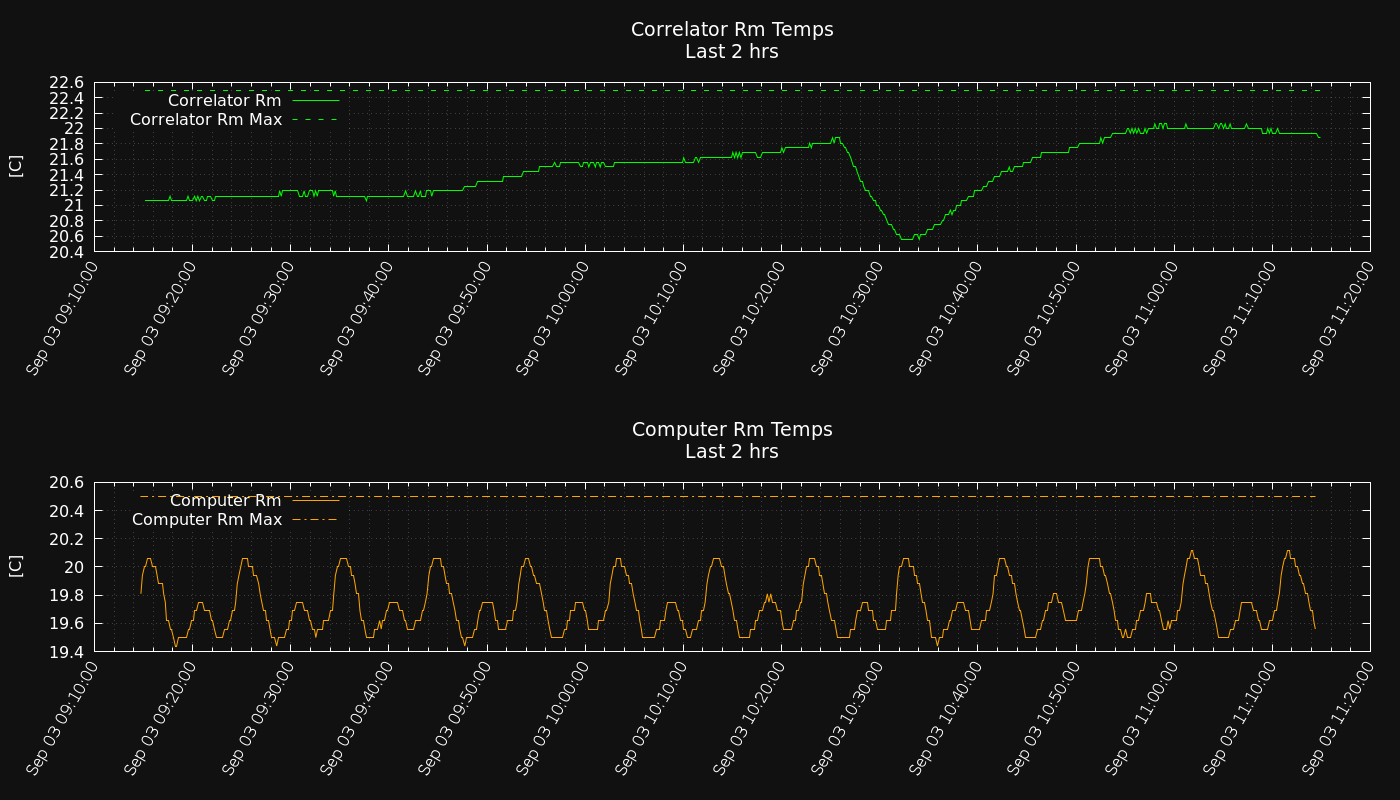 Correlator Rm Temps
Last 2 hrs
[C]
22.6
22.4
22.2
22
21.8
21.6
21.4
21.2
21
20.8
20.6
20.4
Correlator Rm
Correlator Rm Max
Sep 03 09:10:00
Sep 03 09:20:00
Sep 03 09:30:00
Sep 03 09:40:00
Sep 03 09:50:00
Sep 03 10:00:00
Sep 03 10:10:00
Sep 03 10:20:00
Sep 03 10:30:00
Sep 03 10:40:00
Sep 03 10:50:00
Sep 03 11:00:00
Sep 03 11:10:00
Sep 03 11:20:00
Computer Rm Temps
Last 2 hrs
[C]
20.6
20.4
20.2
20
19.8
19.6
19.4
Computer Rm
Computer Rm Max
Sep 03 09:10:00
Sep 03 09:20:00
Sep 03 09:30:00
Sep 03 09:40:00
Sep 03 09:50:00
Sep 03 10:00:00
Sep 03 10:10:00
Sep 03 10:20:00
Sep 03 10:30:00
Sep 03 10:40:00
Sep 03 10:50:00
Sep 03 11:00:00
Sep 03 11:10:00
Sep 03 11:20:00